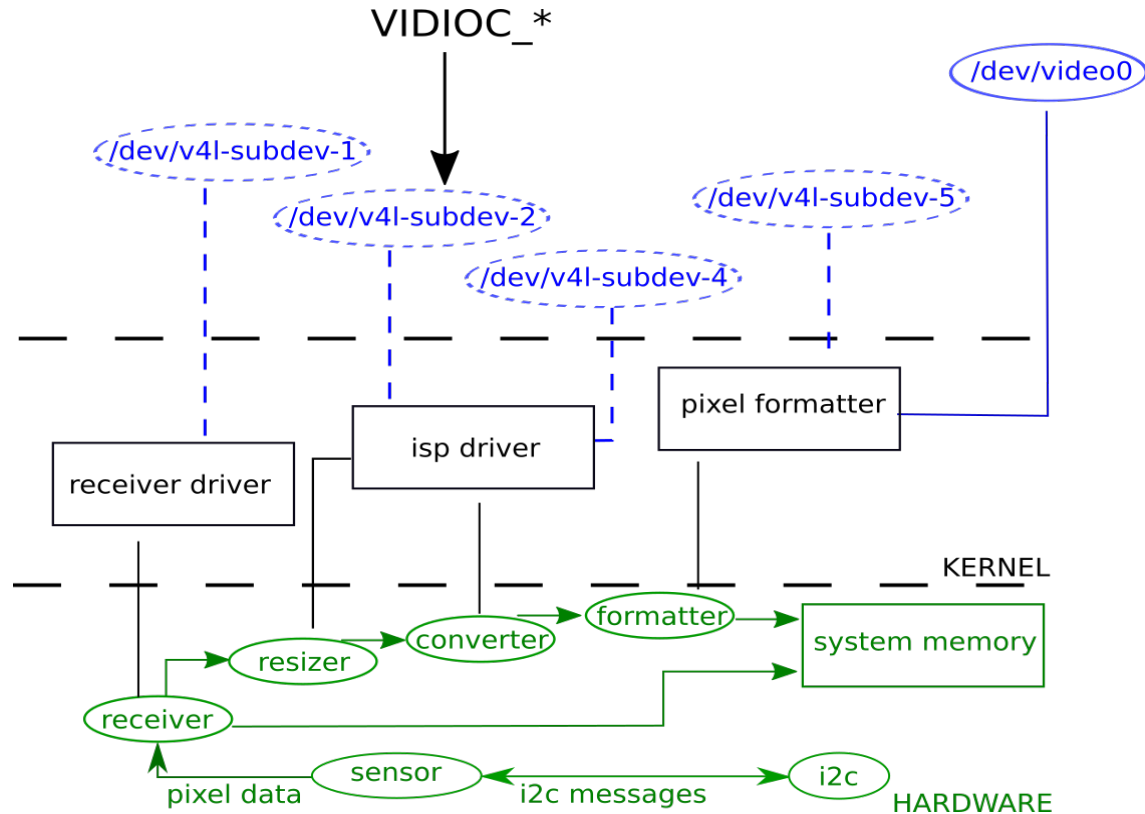 VIDIOC_*
/dev/video0
/dev/v4l-subdev-1
/dev/v4l-subdev-2
/dev/v4l-subdev-5
/dev/v4l-subdev-4
pixel formatter
isp driver
receiver driver
KERNEL
formatter
converter
system memory
resizer
receiver
sensor
i2c
pixel data
i2c messages
HARDWARE